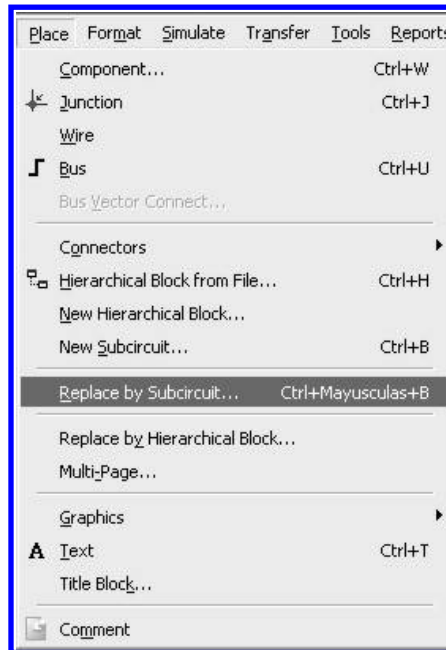 Place Format Simulate Transfer Tools Reports
Component... Ctrl+W
Junction Ctrl+J
Wire
Bus Ctrl+U
Bus Vector Connect...
Connectors
Hierarchical Block from File... Ctrl+H
New Hierarchical Block...
New Subcircuit... Ctrl+B
Replace by Subcircuit... Ctrl+Mayusculas+B
Replace by Hierarchical Block...
Multi-Page...
Graphics
A Text Ctrl+T
Title Block...
Comment